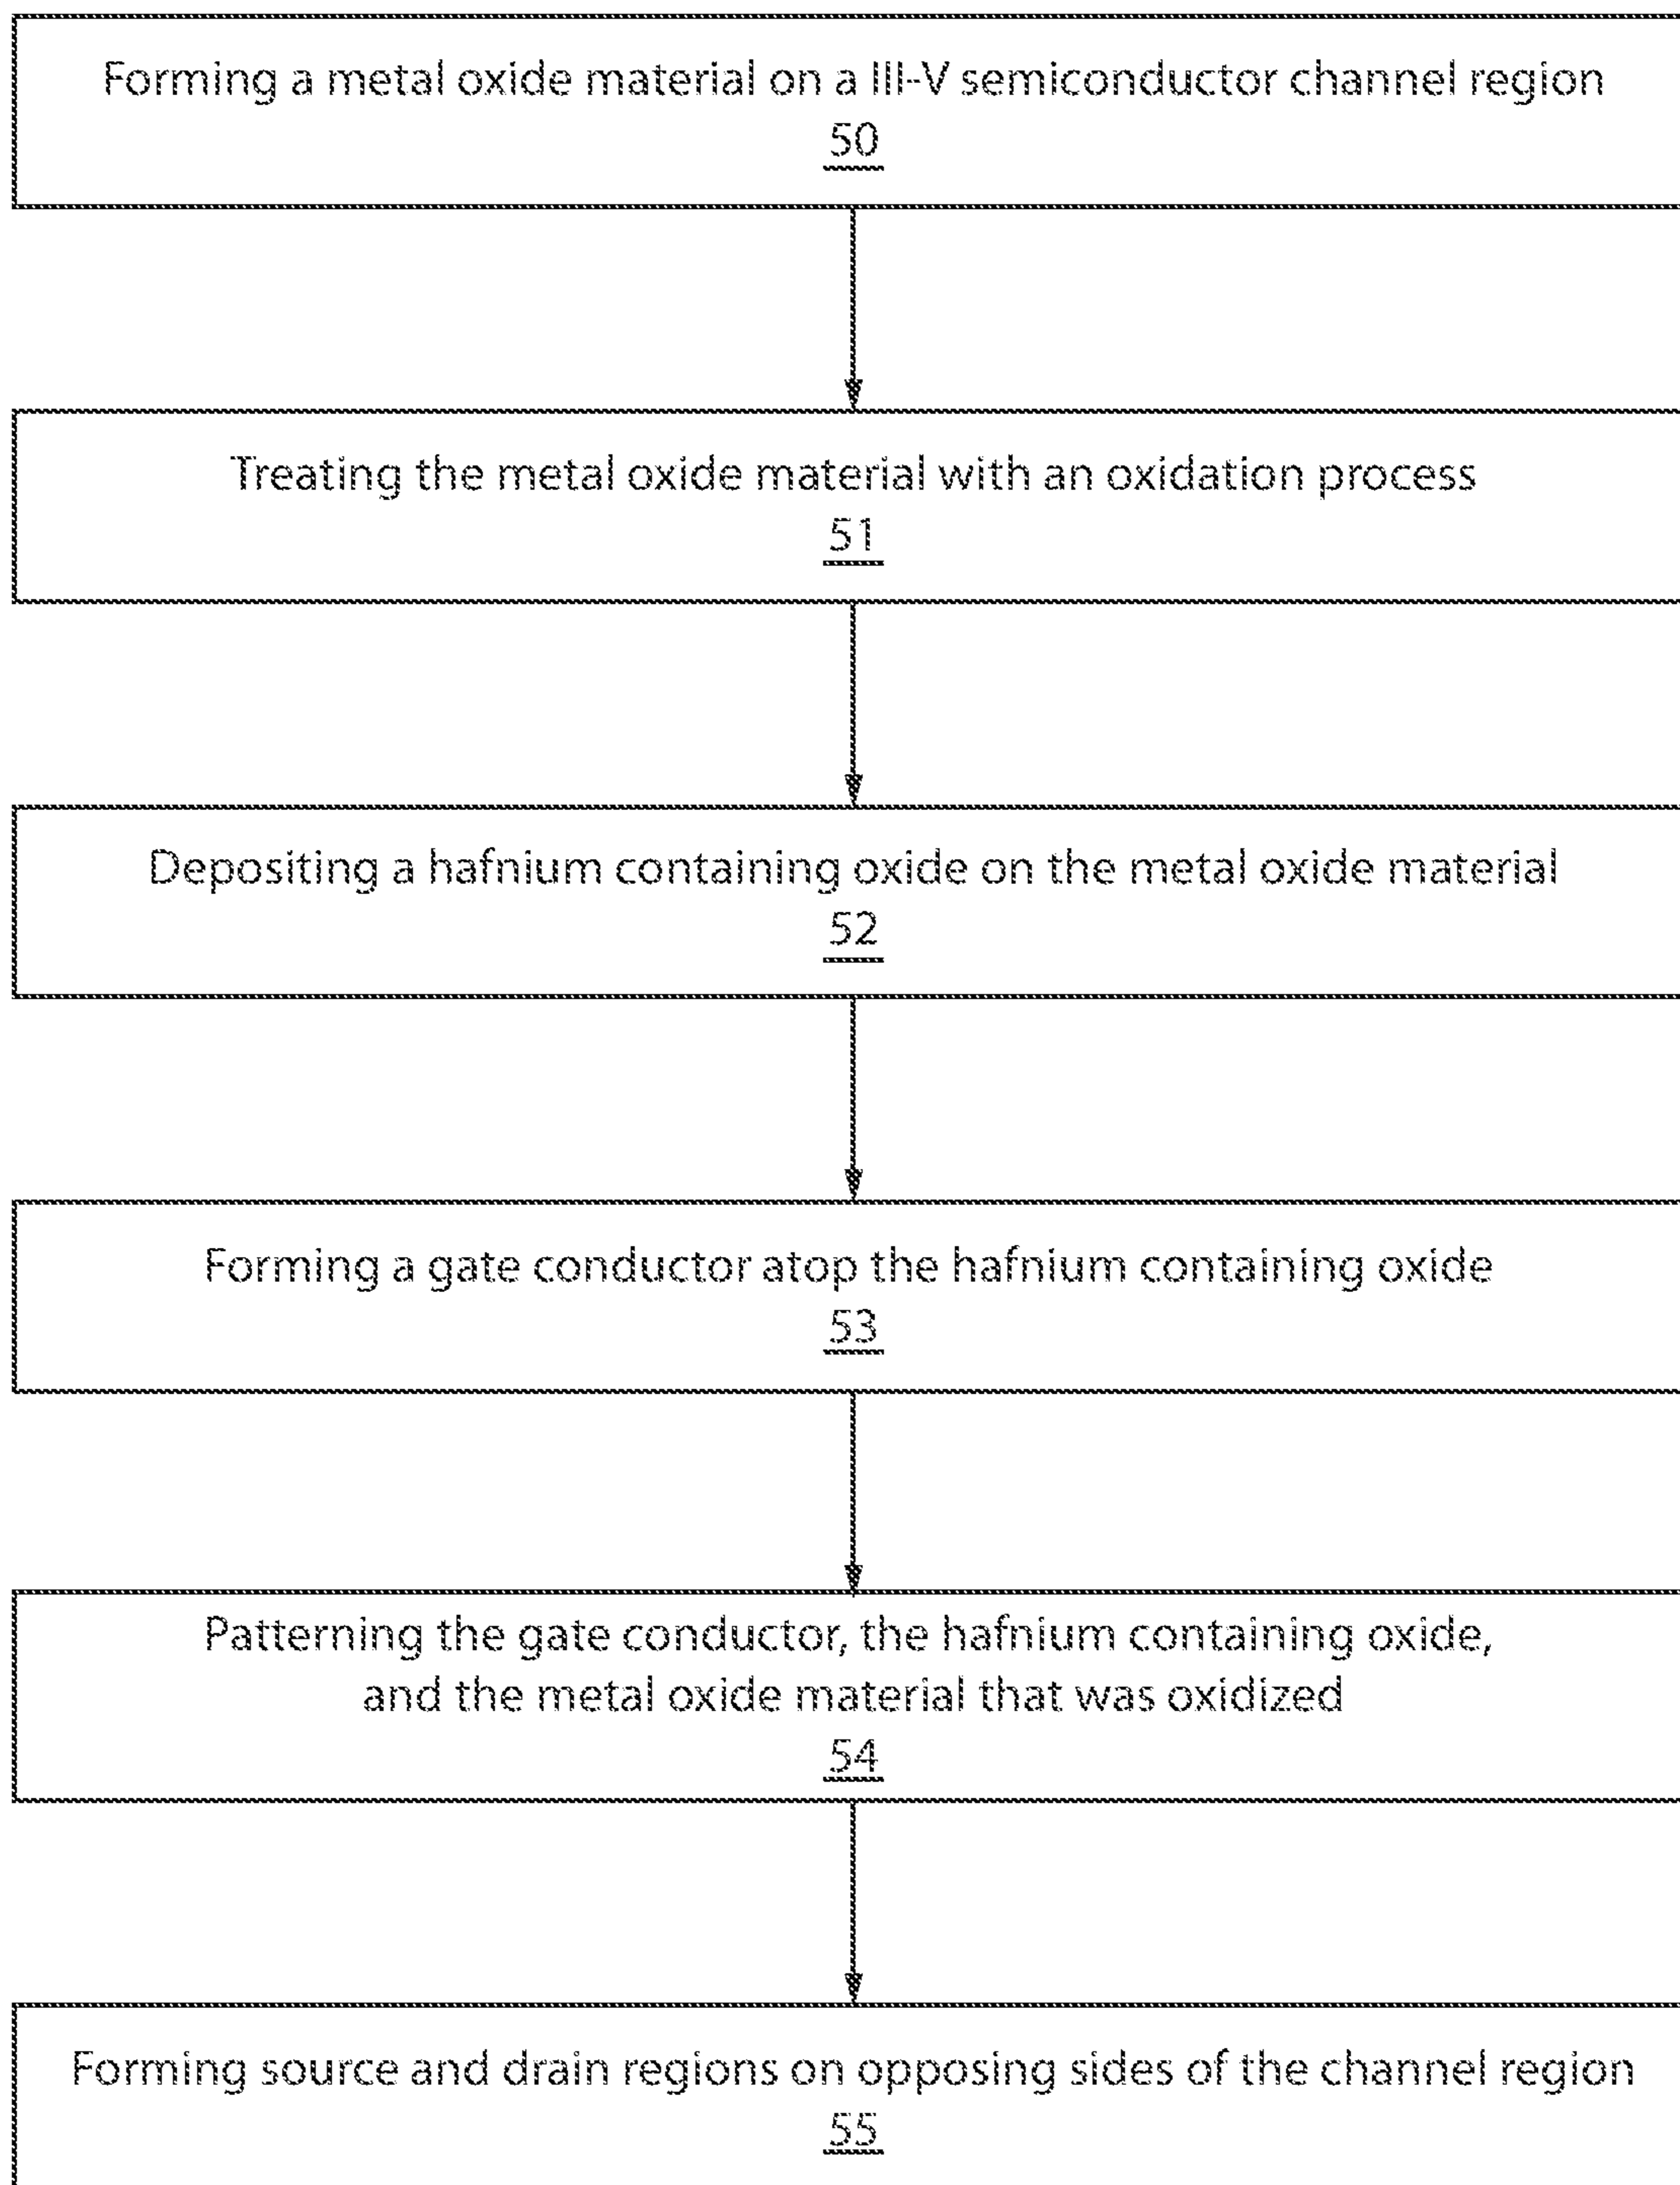 Forming a metal oxide material on a III-V semiconductor channel region
50
Treating the metal oxide material with an oxidation process
51
Depositing a hafnium containing oxide on the metal oxide material
52
Forming a gate conductor atop the hafnium containing oxide
53
Patterning the gate conductor, the hafnium containing oxide,
and the metal oxide material that was oxidized
54
Forming source and drain regions on opposing sides of the channel region
55